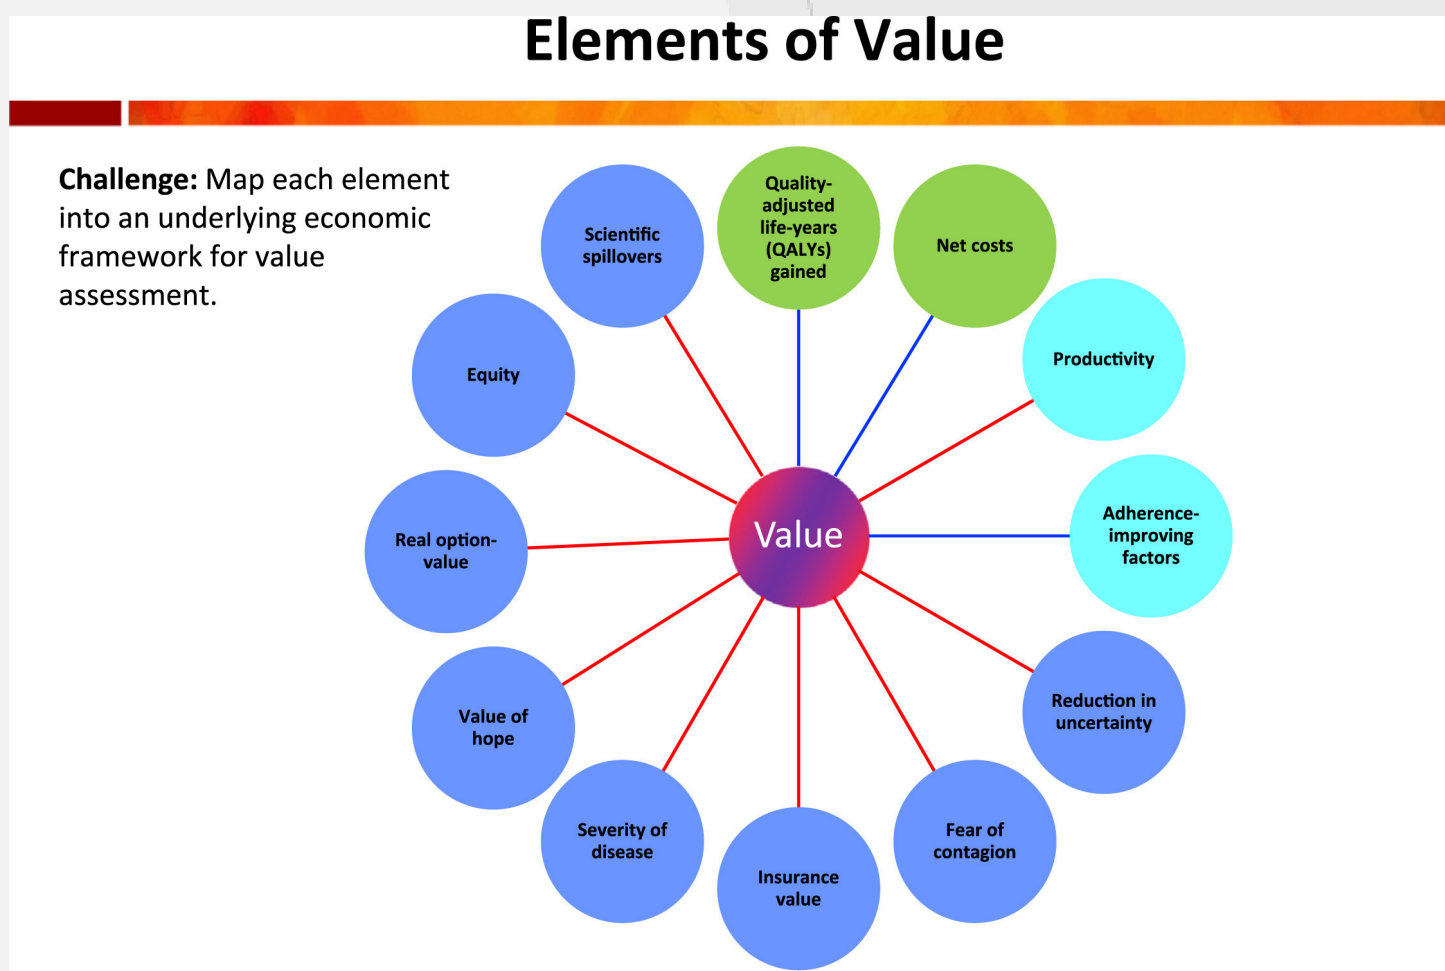 Elements of Value
Challenge: Map each element
into an underlying economic
framework for value
assessment.
Quality-
adjusted
life-years
(QALYs)
gained
Net costs
Productivity
Adherence-
improving
factors
Reduction in
uncertainty
Fear of
contagion
Insurance
value
Severity of
disease
Value of
hope
Real option-
value
Equity
Scientific
spillovers
Value